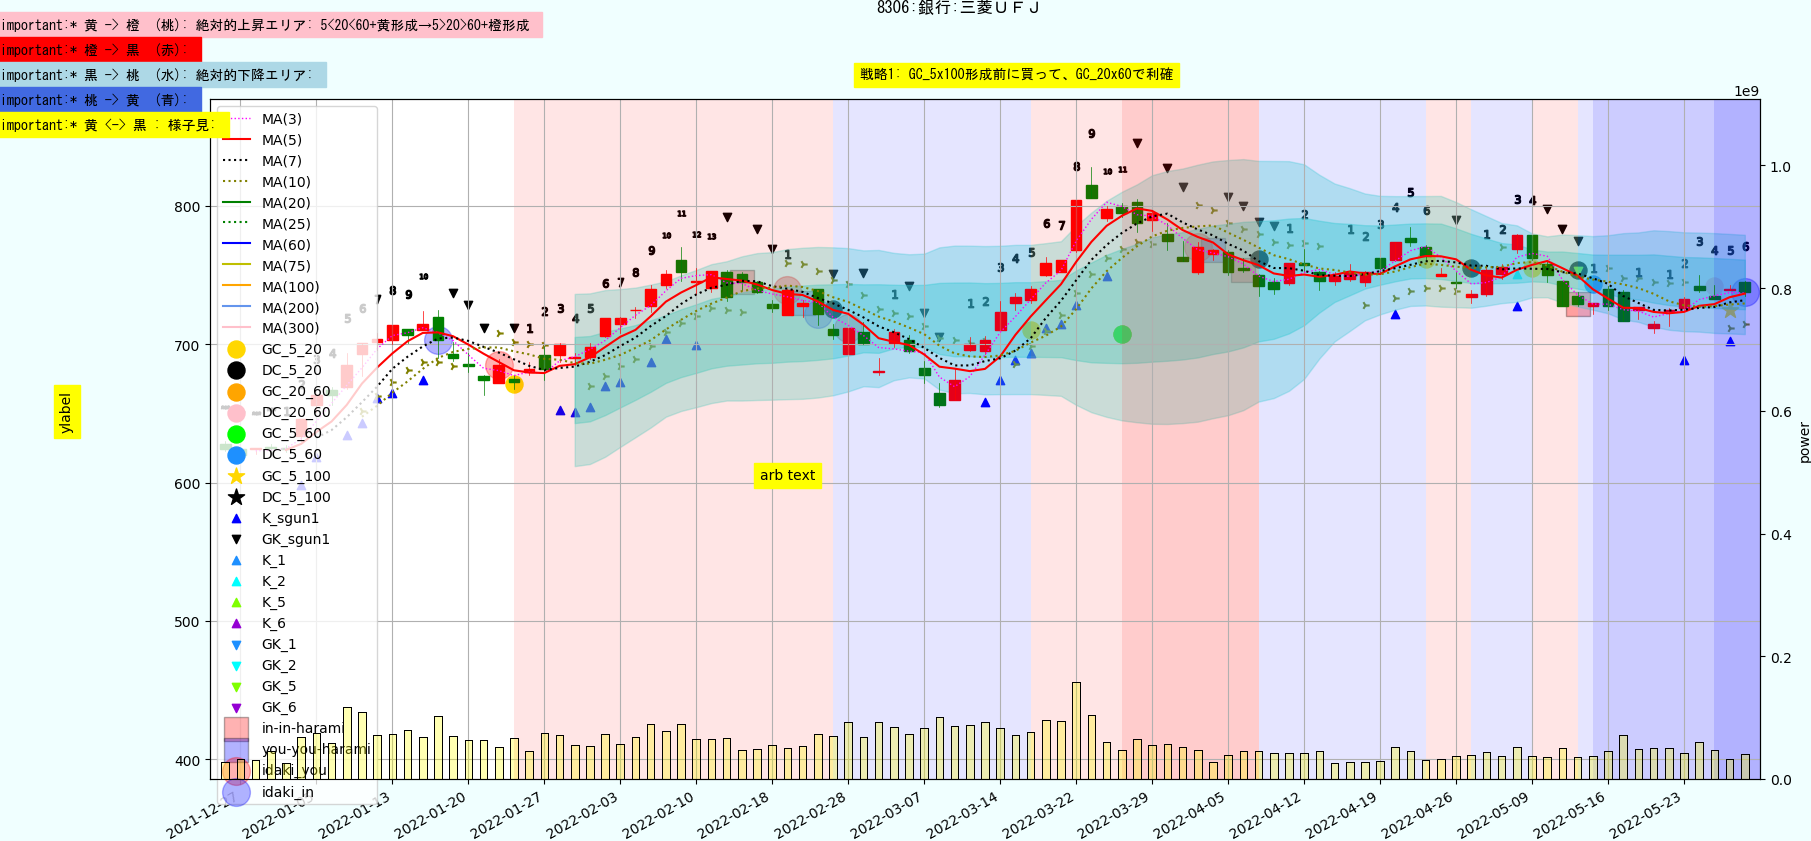 8306:銀行:三菱ＵＦＪ
important:* 黄 -> 橙 （桃）: 絶対的上昇エリア: 5<20<60+黄形成→5>20>60+橙形成
important:* 橙 -> 黒 （赤）:
important:* 黒 -> 桃 （水）: 絶対的下降エリア:
戦略1: GC_5x100形成前に買って、GC_20x60で利確
important:* 桃 -> 黄 （青）:
important:* 黄 <-> 黒 : 様子見:
1e9
MA(3)
MA(5)
MA(7)
MA(10)
MA(20)
MA(25)
MA(60)
MA(75)
MA(100)
MA(200)
MA(300)
GC_5_20
DC_5_20
GC_20_60
DC_20_60
GC_5_60
DC_5_60
GC_5_100
DC_5_100
K_sgun1
GK_sgun1
K_1
K_2
K_5
K_6
GK_1
GK_2
GK_5
GK_6
in-in-harami
you-you-harami
idaki_you
idaki_in
800
700
600
500
400
ylabel
arb text
1.0
0.8
0.6
0.4
0.2
0.0
power
2022-01-13
2022-01-20
2022-01-27
2022-02-03
2022-02-10
2022-02-18
2022-02-28
2022-03-07
2022-03-14
2022-03-22
2022-03-29
2022-04-05
2022-04-12
2022-04-19
2022-04-26
2022-05-09
2022-05-16
2022-05-23